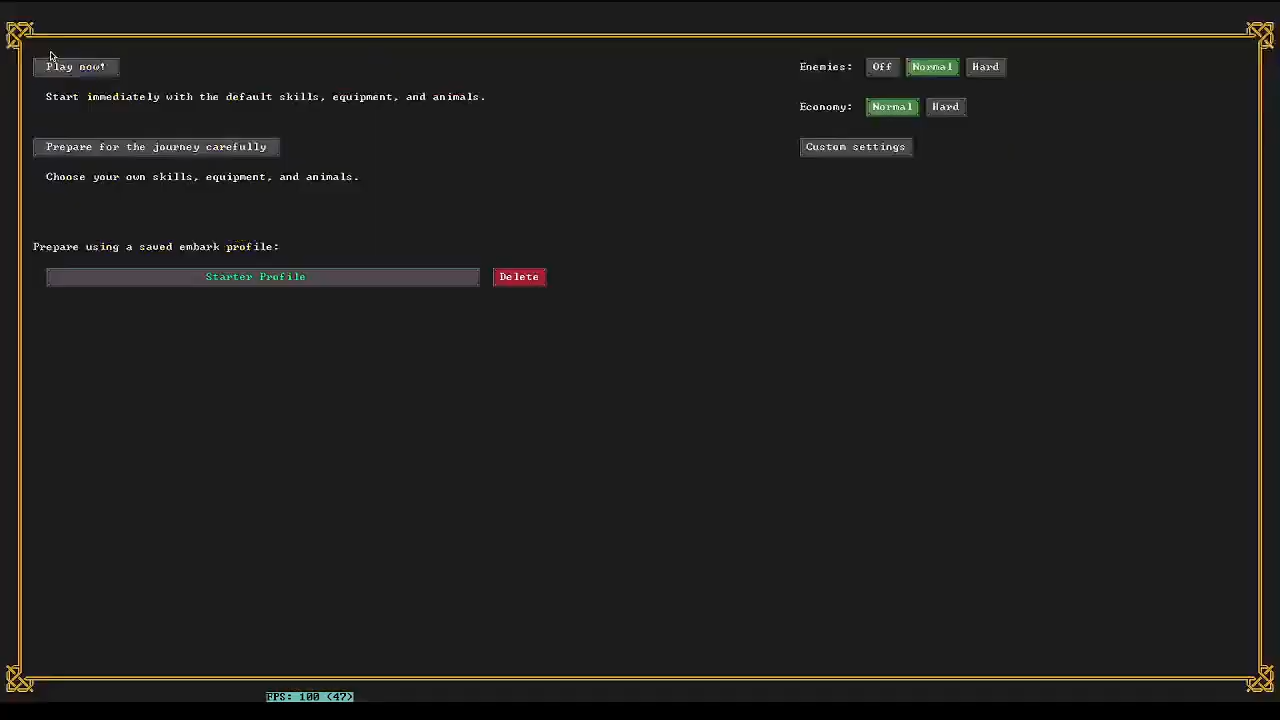 Play now!
Start immediately with the default skills, equipment, and animals.
Prepare for the journey carefully
Choose your own skills, equipment, and animals.
Prepare using a saved embark profile:
Starter Profile
Delete
Enemies: Off Normal Hard
Economy: Normal Hard
Custom settings
FPS: 100 (47)